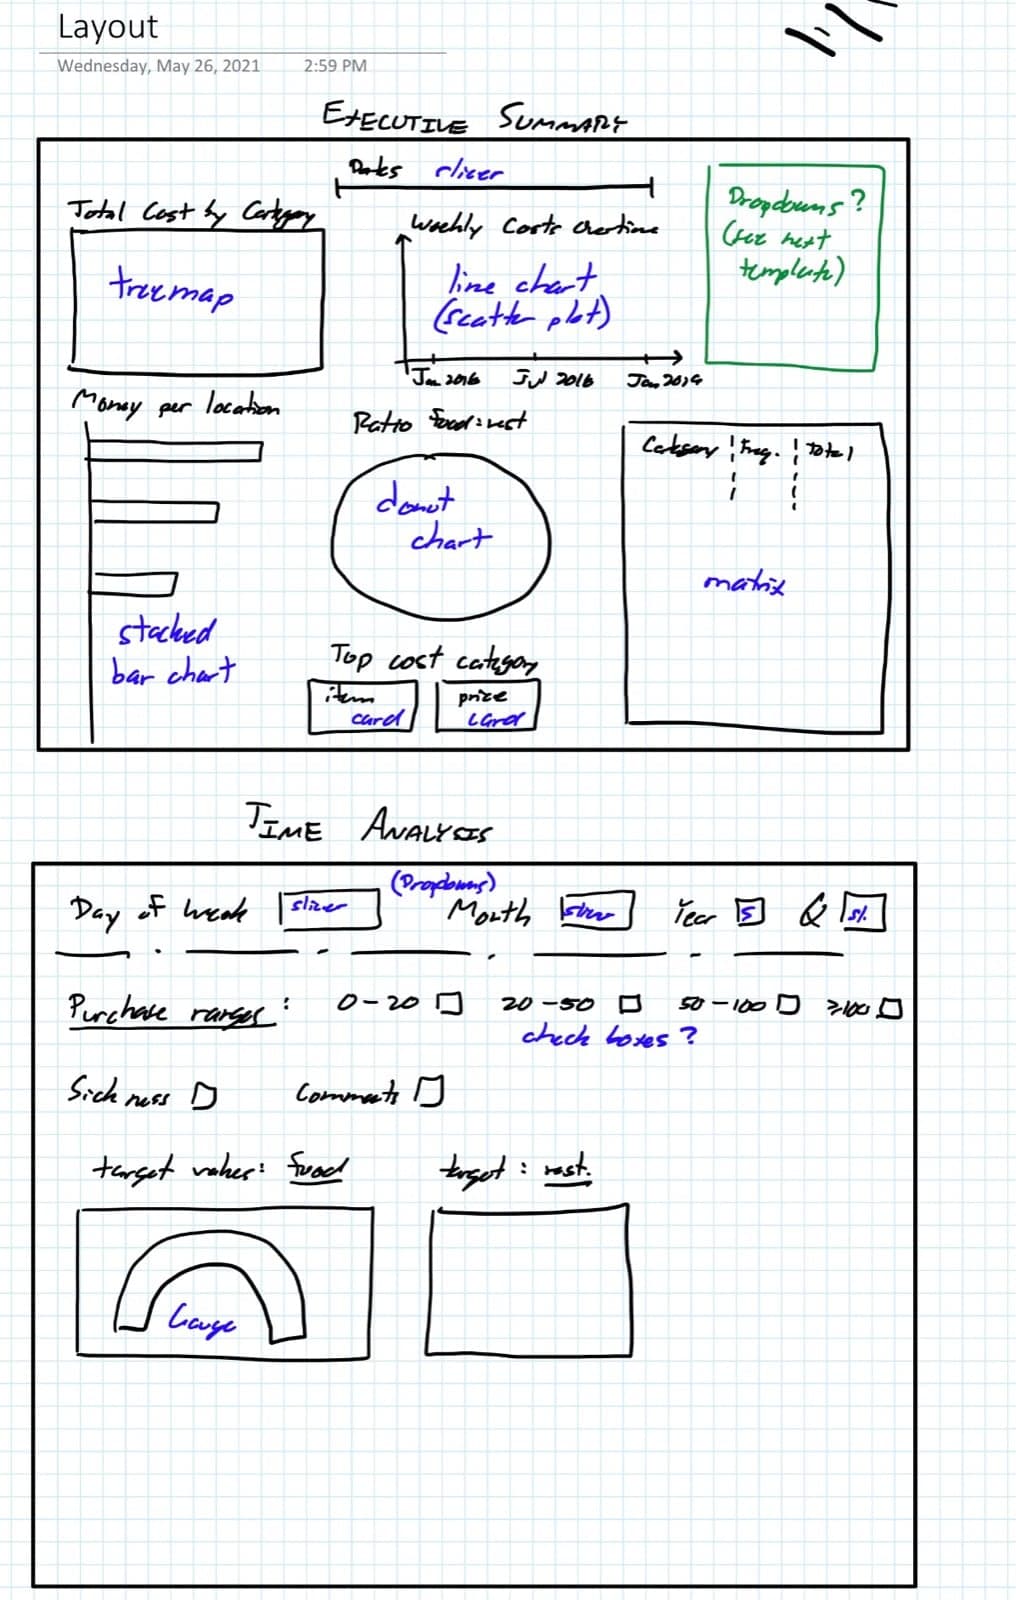 Layout
Wednesday, May 26, 2021 2:59 PM
EXECUTIVE SUMMARY
Dates slicer
Total Cost by Category
treemap
Weekly Costs Overtime
line chart
(scatter plot)
Jan 2016 Jul 2016 Jan 2019
Dropdowns?
(see next
template)
Money per location
stacked
bar chart
Ratio food:rest
donut
chart
Top cost category
item
card
price
card
Category Freq. Total
matrix
TIME ANALYSIS
(Dropdowns)
Day of week slicer Month slicer Year S Q sl.
Purchase ranges: 0-20 20-50 50-100 ≥100
check boxes?
Sickness Comments
target values: food target: rest.
Gauge